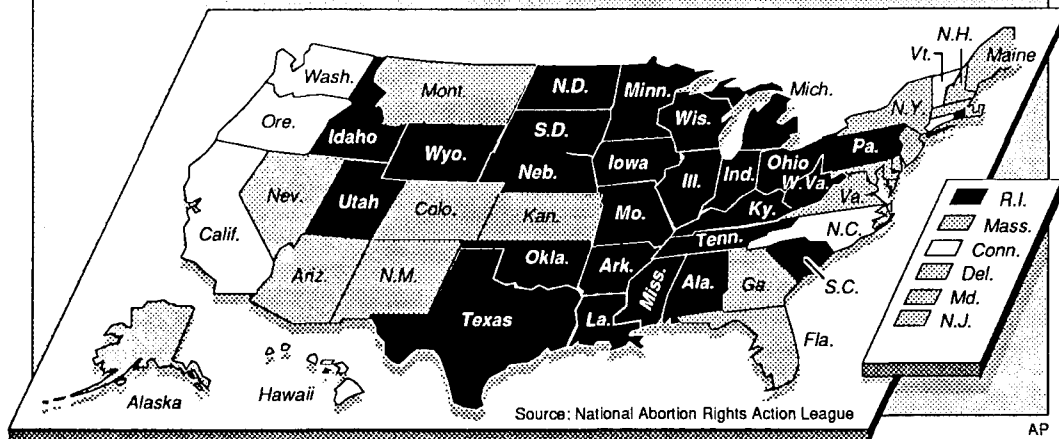 N.H.
Vt.
Maine
Wash.
Mont.
N.D.
Minn.
Mich.
N.Y.
Ore.
Idaho
S.D.
Wis.
Wyo.
Iowa
Pa.
Neb.
Ill.
Ind.
Ohio
W.Va.
Nev.
Utah
Colo.
Kan.
Mo.
Ky.
Va.
Calif.
N.C.
Tenn.
Ariz.
N.M.
Okla.
Ark.
Miss.
Ala.
Ga.
S.C.
Texas
La.
Fla.
R.I.
Mass.
Conn.
Del.
Md.
N.J.
Alaska
Hawaii
Source: National Abortion Rights Action League
AP